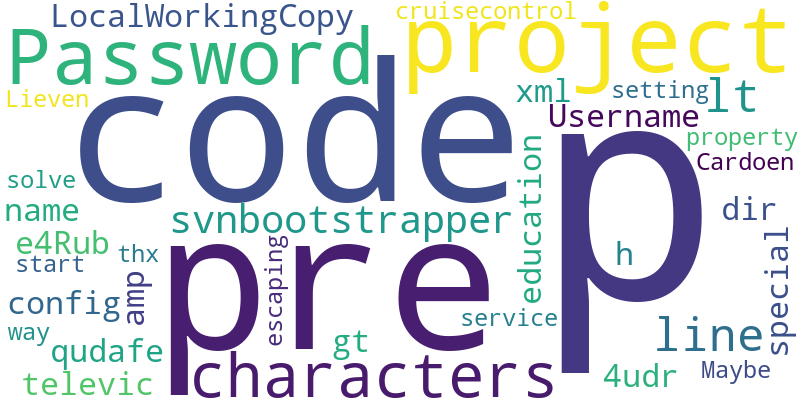 LocalWorkingCopy
cruisecontrol
Password
project
Lieven
code
xml
setting
lt
Username
property
p
Cardoen
solve
education
name
svnbootstrapper
dir
e4Rub
pre
escaping
thx
h
special
start
amp
config
service
line
way
gt
qudafe
characters
4udr
Maybe
televic